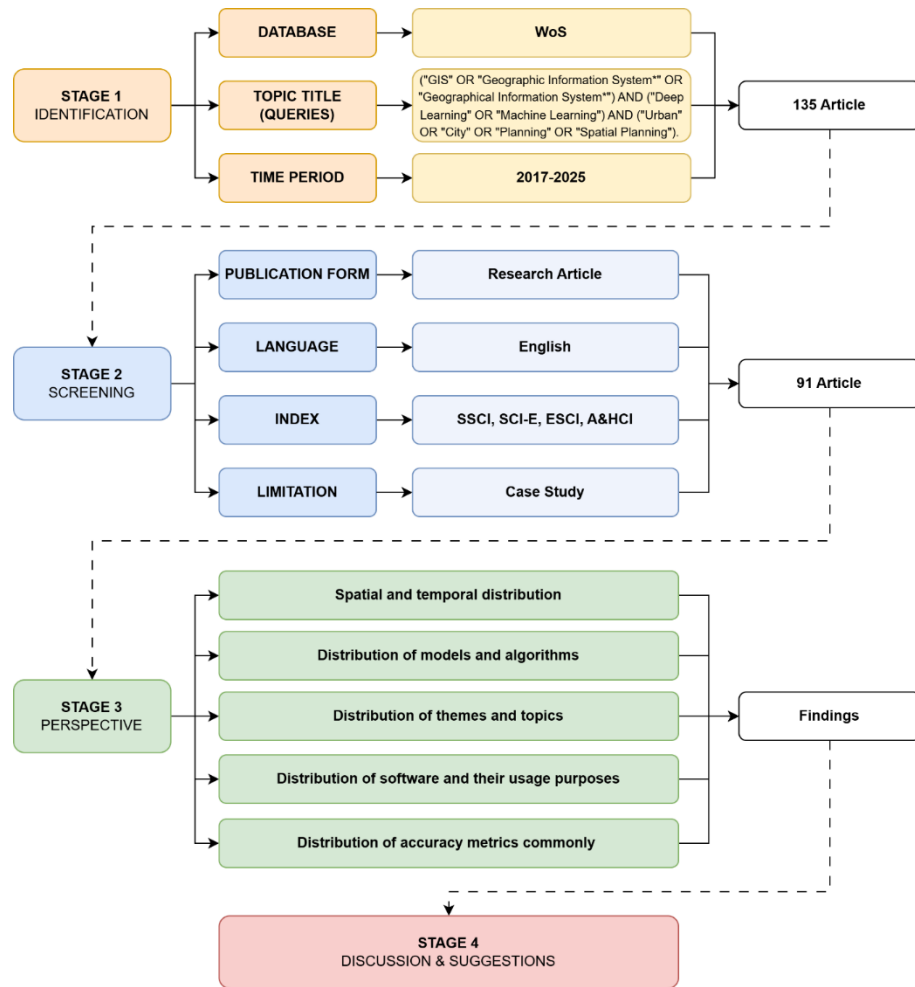 DATABASE
WoS
STAGE 1
IDENTIFICATION
TOPIC TITLE
(QUERIES)
("GIS" OR "Geographic Information System*" OR
"Geographical Information System*") AND ("Deep
Learning" OR "Machine Learning") AND ("Urban"
OR "City" OR "Planning" OR "Spatial Planning").
135 Article
TIME PERIOD
2017-2025
PUBLICATION FORM
Research Article
LANGUAGE
English
STAGE 2
SCREENING
91 Article
INDEX
SSCI, SCI-E, ESCI, A&HCI
LIMITATION
Case Study
Spatial and temporal distribution
Distribution of models and algorithms
STAGE 3
PERSPECTIVE
Distribution of themes and topics
Findings
Distribution of software and their usage purposes
Distribution of accuracy metrics commonly
STAGE 4
DISCUSSION & SUGGESTIONS